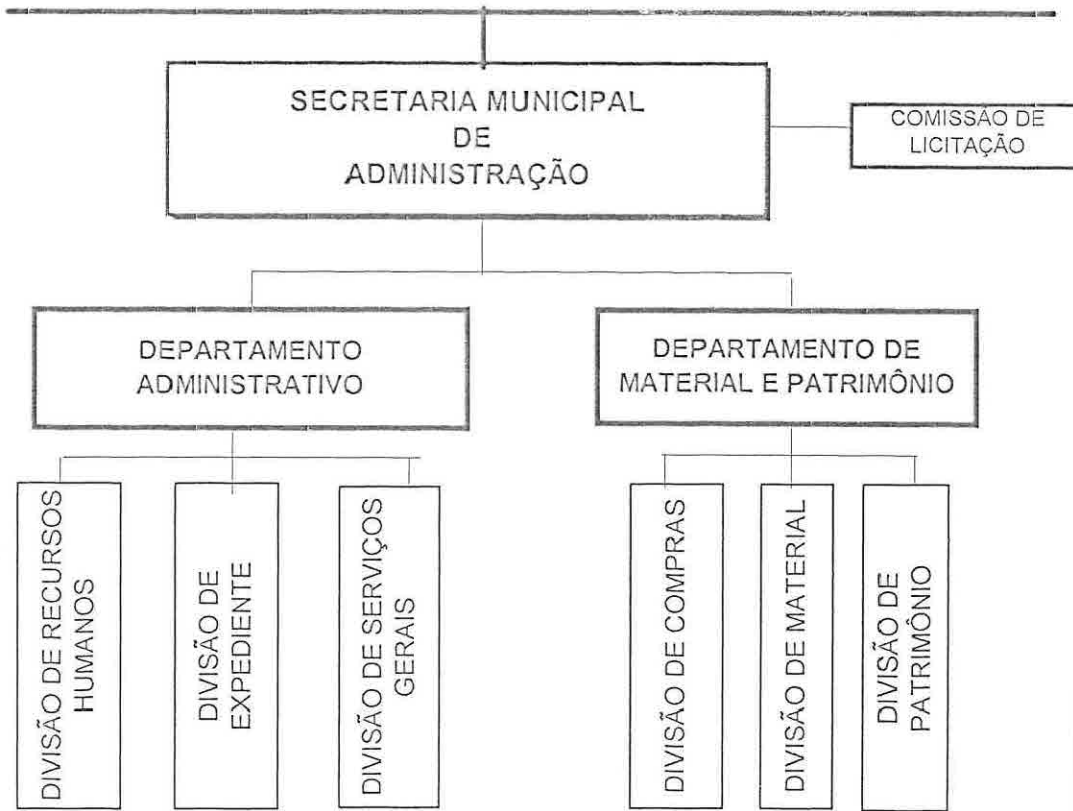 SECRETARIA MUNICIPAL
DE
ADMINISTRAÇÃO
COMISSÃO DE
LICITAÇÃO
DEPARTAMENTO
ADMINISTRATIVO
DEPARTAMENTO DE
MATERIAL E PATRIMÔNIO
DIVISÃO DE RECURSOS
HUMANOS
DIVISÃO DE
EXPEDIENTE
DIVISÃO DE SERVIÇOS
GERAIS
DIVISÃO DE COMPRAS
DIVISÃO DE MATERIAL
DIVISÃO DE
PATRIMÔNIO